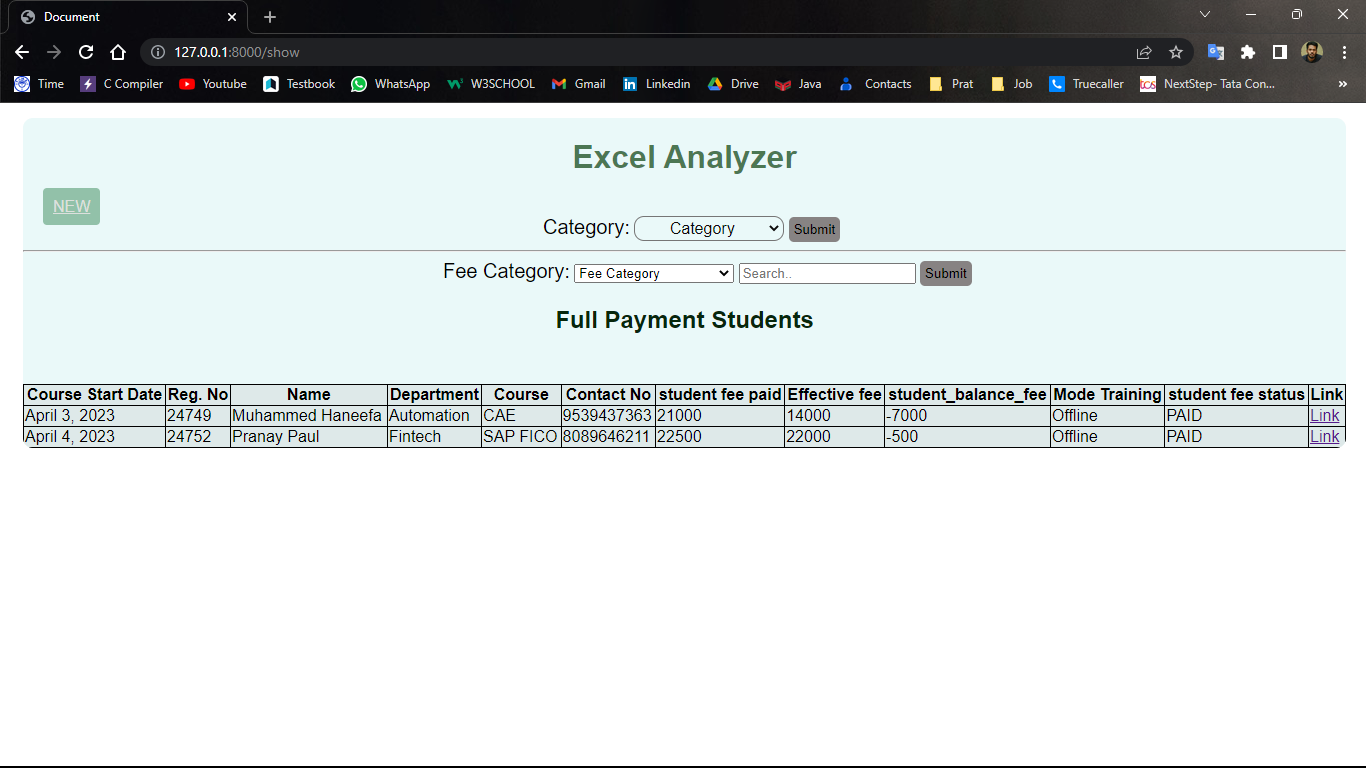 Document
127.0.0.1:8000/show
Time C Compiler Youtube Testbook WhatsApp W3SCHOOL Gmail Linkedin Drive Java Contacts Prat Job Truecaller NextStep- Tata Con...
Excel Analyzer
NEW
Category: Category Submit
Fee Category: Fee Category Search.. Submit
Full Payment Students
Course Start Date Reg. No Name Department Course Contact No student fee paid Effective fee student_balance_fee Mode Training student fee status Link
April 3, 2023 24749 Muhammed Haneefa Automation CAE 9539437363 21000 14000 -7000 Offline PAID Link
April 4, 2023 24752 Pranay Paul Fintech SAP FICO 8089646211 22500 22000 -500 Offline PAID Link